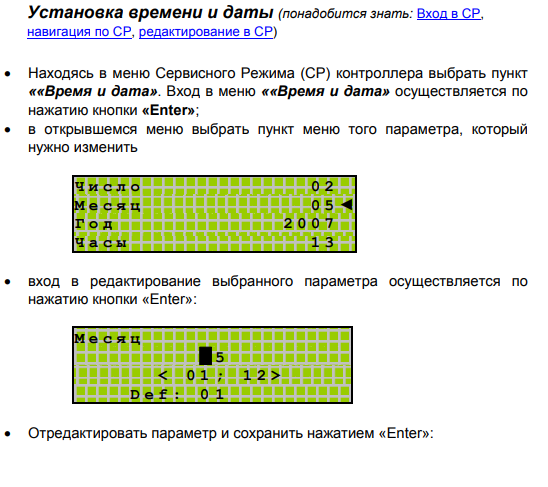 Установка времени и даты (понадобится знать: Вход в СР,
навигация по СР, редактирование в СР)
• Находясь в меню Сервисного Режима (СР) контроллера выбрать пункт
««Время и дата». Вход в меню ««Время и дата» осуществляется по
нажатию кнопки «Enter»;
• в открывшемся меню выбрать пункт меню того параметра, который
нужно изменить
Число 02
Месяц 05◄
Год 2007
Часы 13
• вход в редактирование выбранного параметра осуществляется по
нажатию кнопки «Enter»:
Месяц
█5
< 01; 12>
Def: 01
• Отредактировать параметр и сохранить нажатием «Enter»: